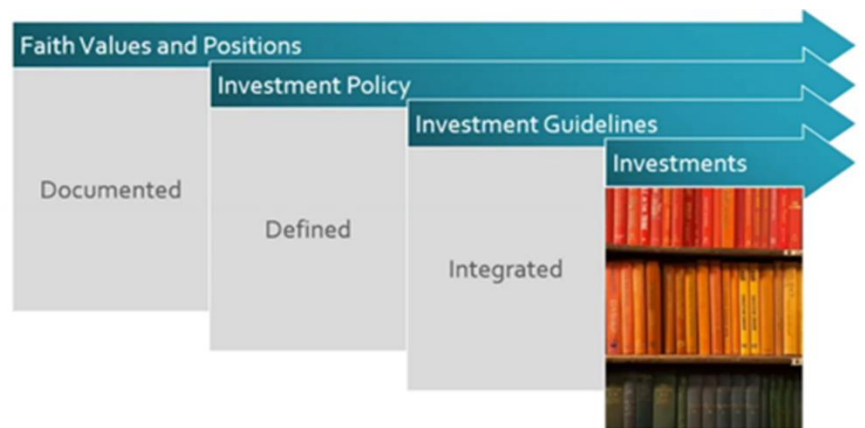 Faith Values and Positions
Investment Policy
Investment Guidelines
Investments
Documented
Defined
Integrated